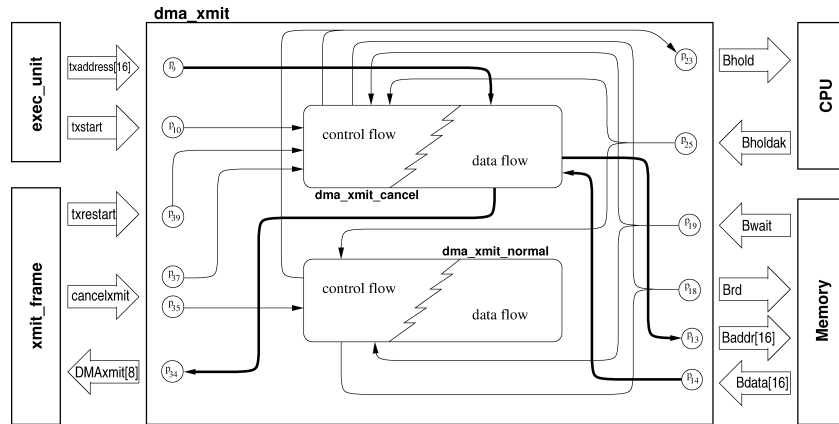 dma_xmit
exec_unit
txaddress[16]
txstart
p9
p10
p39
p37
p35
p34
xmit_frame
txrestart
cancelxmit
DMAxmit[8]
control flow
data flow
dma_xmit_cancel
dma_xmit_normal
control flow
data flow
p23
p25
p19
p18
p13
p14
Bhold
Bholdak
CPU
Bwait
Brd
Baddr[16]
Bdata[16]
Memory